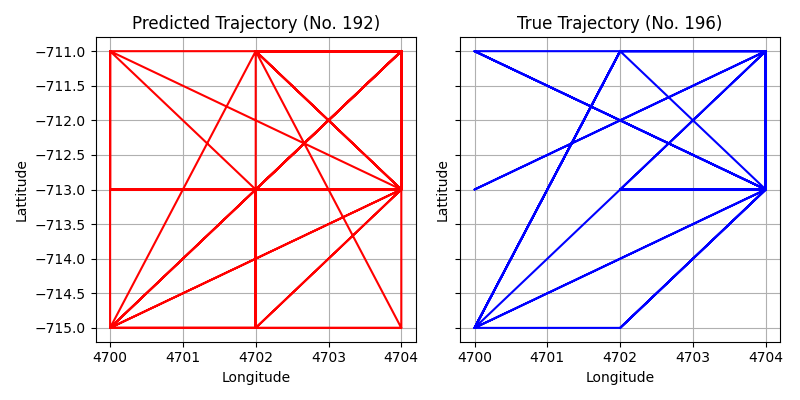 Predicted Trajectory (No. 192)
True Trajectory (No. 196)
Lattitude
−711.0
−711.5
−712.0
−712.5
−713.0
−713.5
−714.0
−714.5
−715.0
4700 4701 4702 4703 4704
Longitude
Lattitude
4700 4701 4702 4703 4704
Longitude